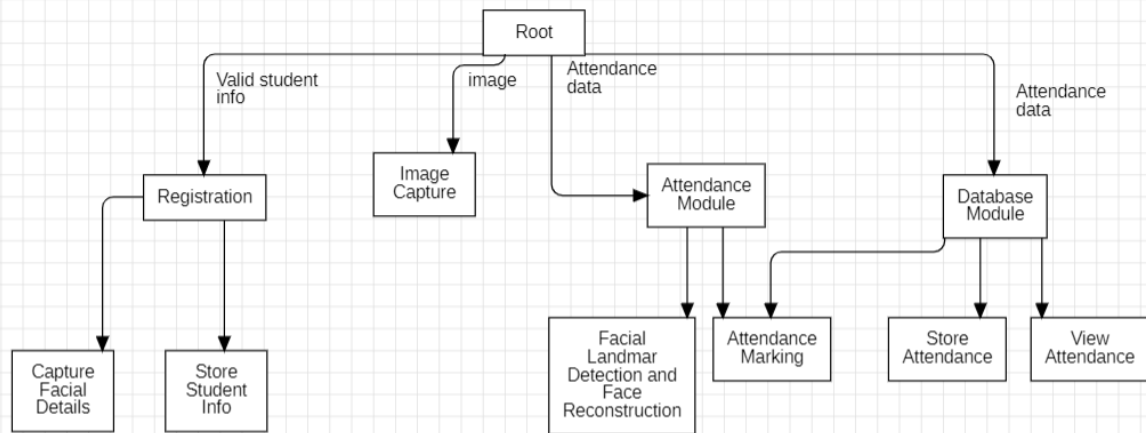 Root
Valid student
info
image
Attendance
data
Attendance
data
Registration
Image
Capture
Attendance
Module
Database
Module
Capture
Facial
Details
Store
Student
Info
Facial
Landmar
Detection and
Face
Reconstruction
Attendance
Marking
Store
Attendance
View
Attendance